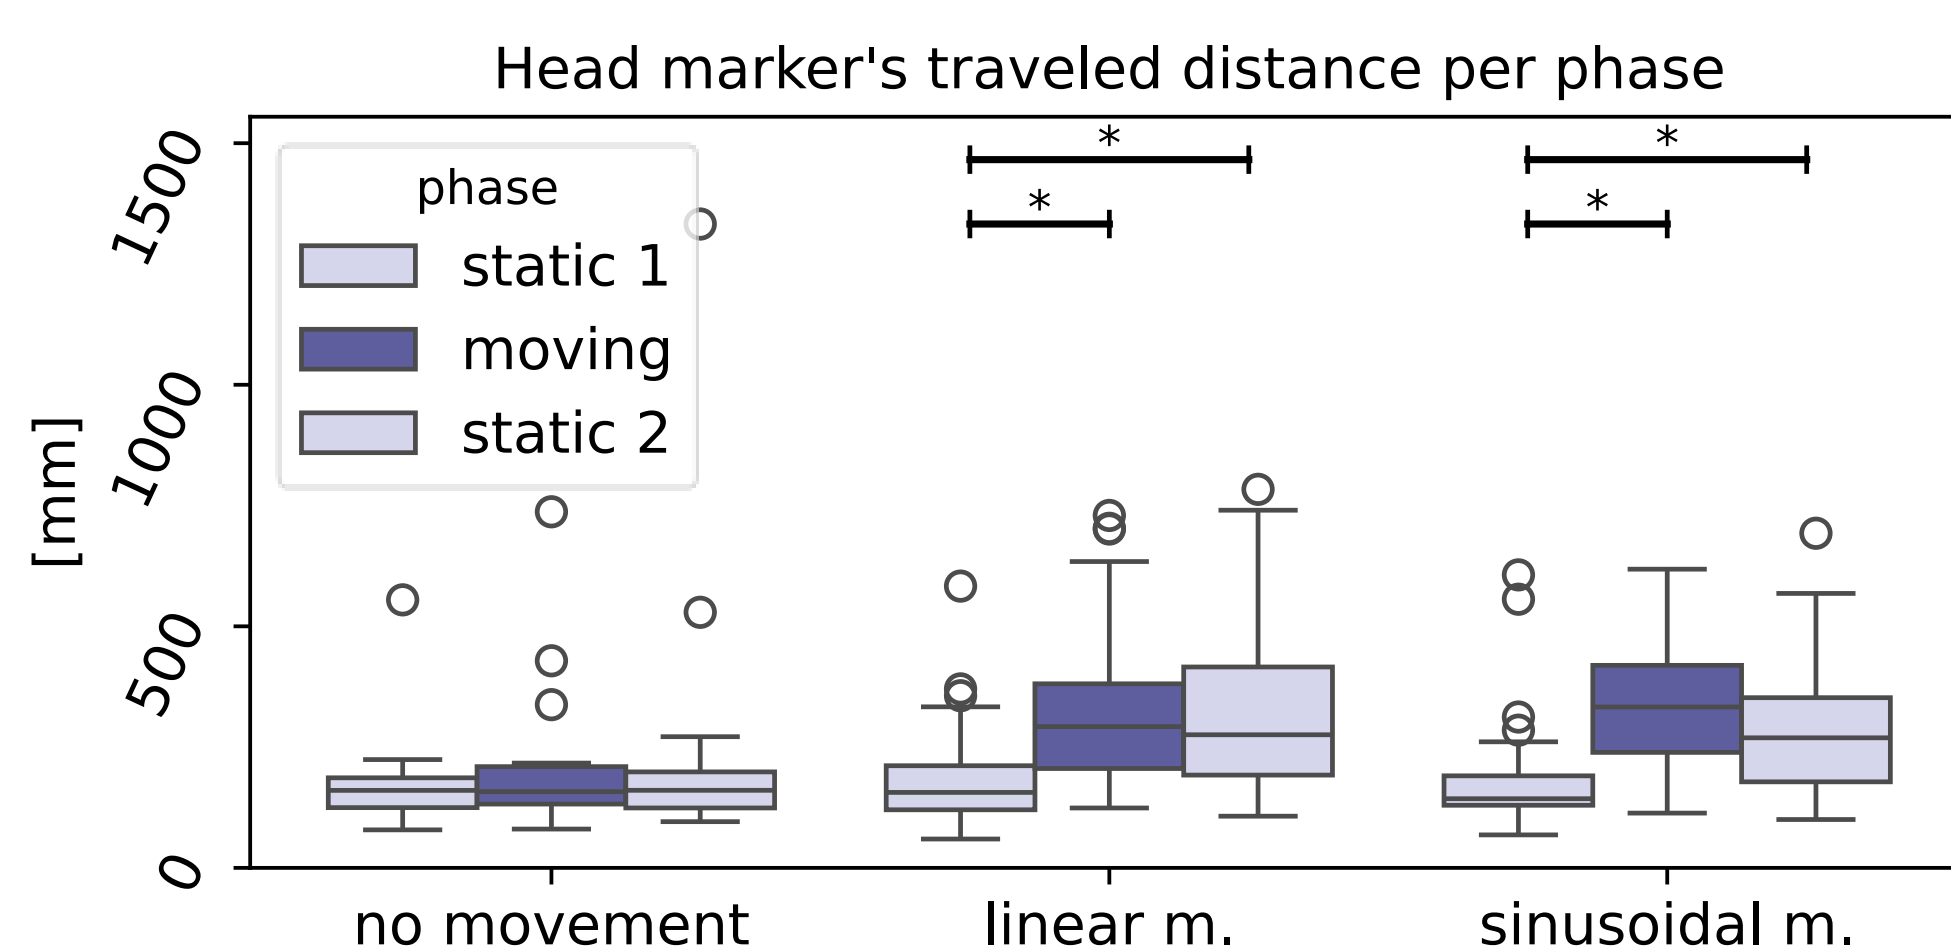 Head marker's traveled distance per phase
[mm]
1500
1000
500
0
phase
static 1
moving
static 2
*
*
*
*
no movement
linear m.
sinusoidal m.